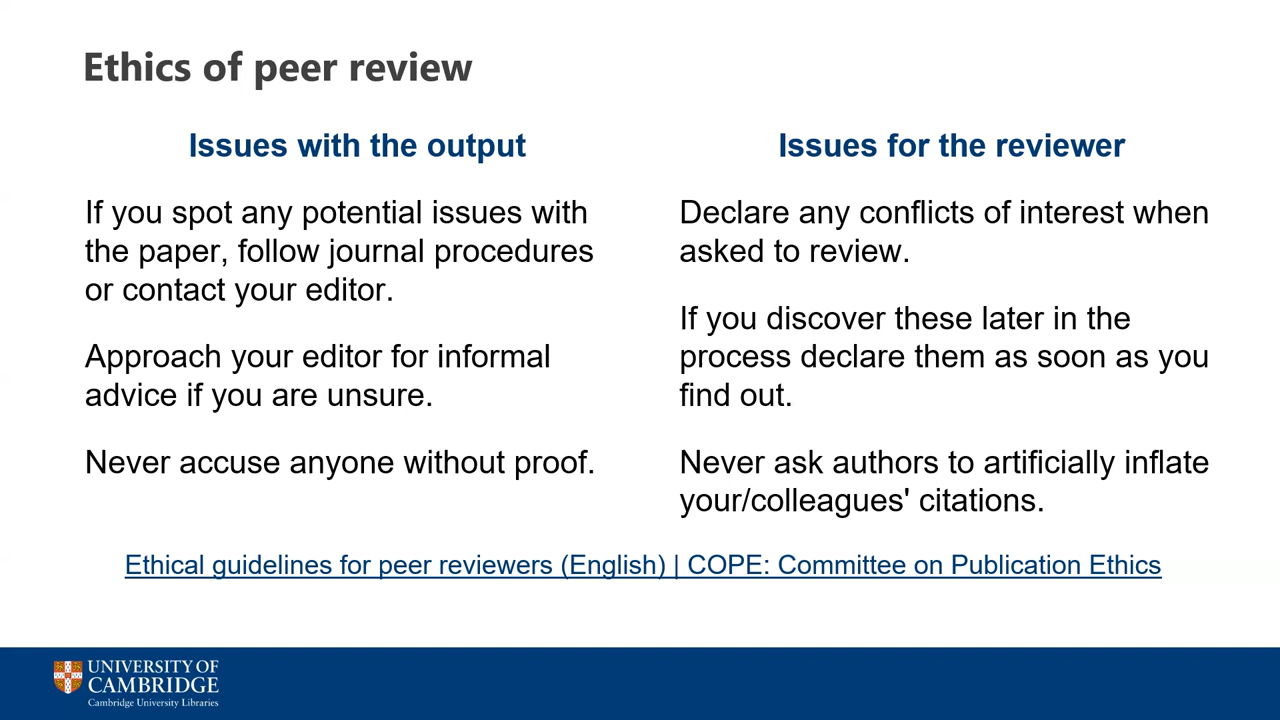 Ethics of peer review
Issues with the output
If you spot any potential issues with
the paper, follow journal procedures
or contact your editor.
Approach your editor for informal
advice if you are unsure.
Never accuse anyone without proof.
Issues for the reviewer
Declare any conflicts of interest when
asked to review.
If you discover these later in the
process declare them as soon as you
find out.
Never ask authors to artificially inflate
your/colleagues' citations.
Ethical guidelines for peer reviewers (English) | COPE: Committee on Publication Ethics
UNIVERSITY OF
CAMBRIDGE
Cambridge University Libraries